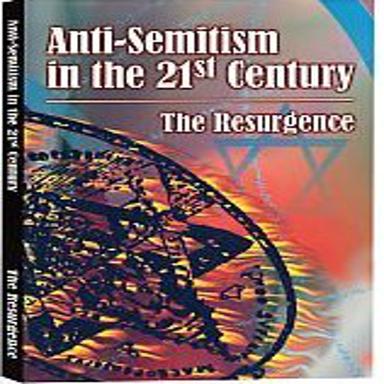 Anti-Semitism
in the 21st Century
The Resurgence
Anti-Semitism in the 21st Century
The Resurgence